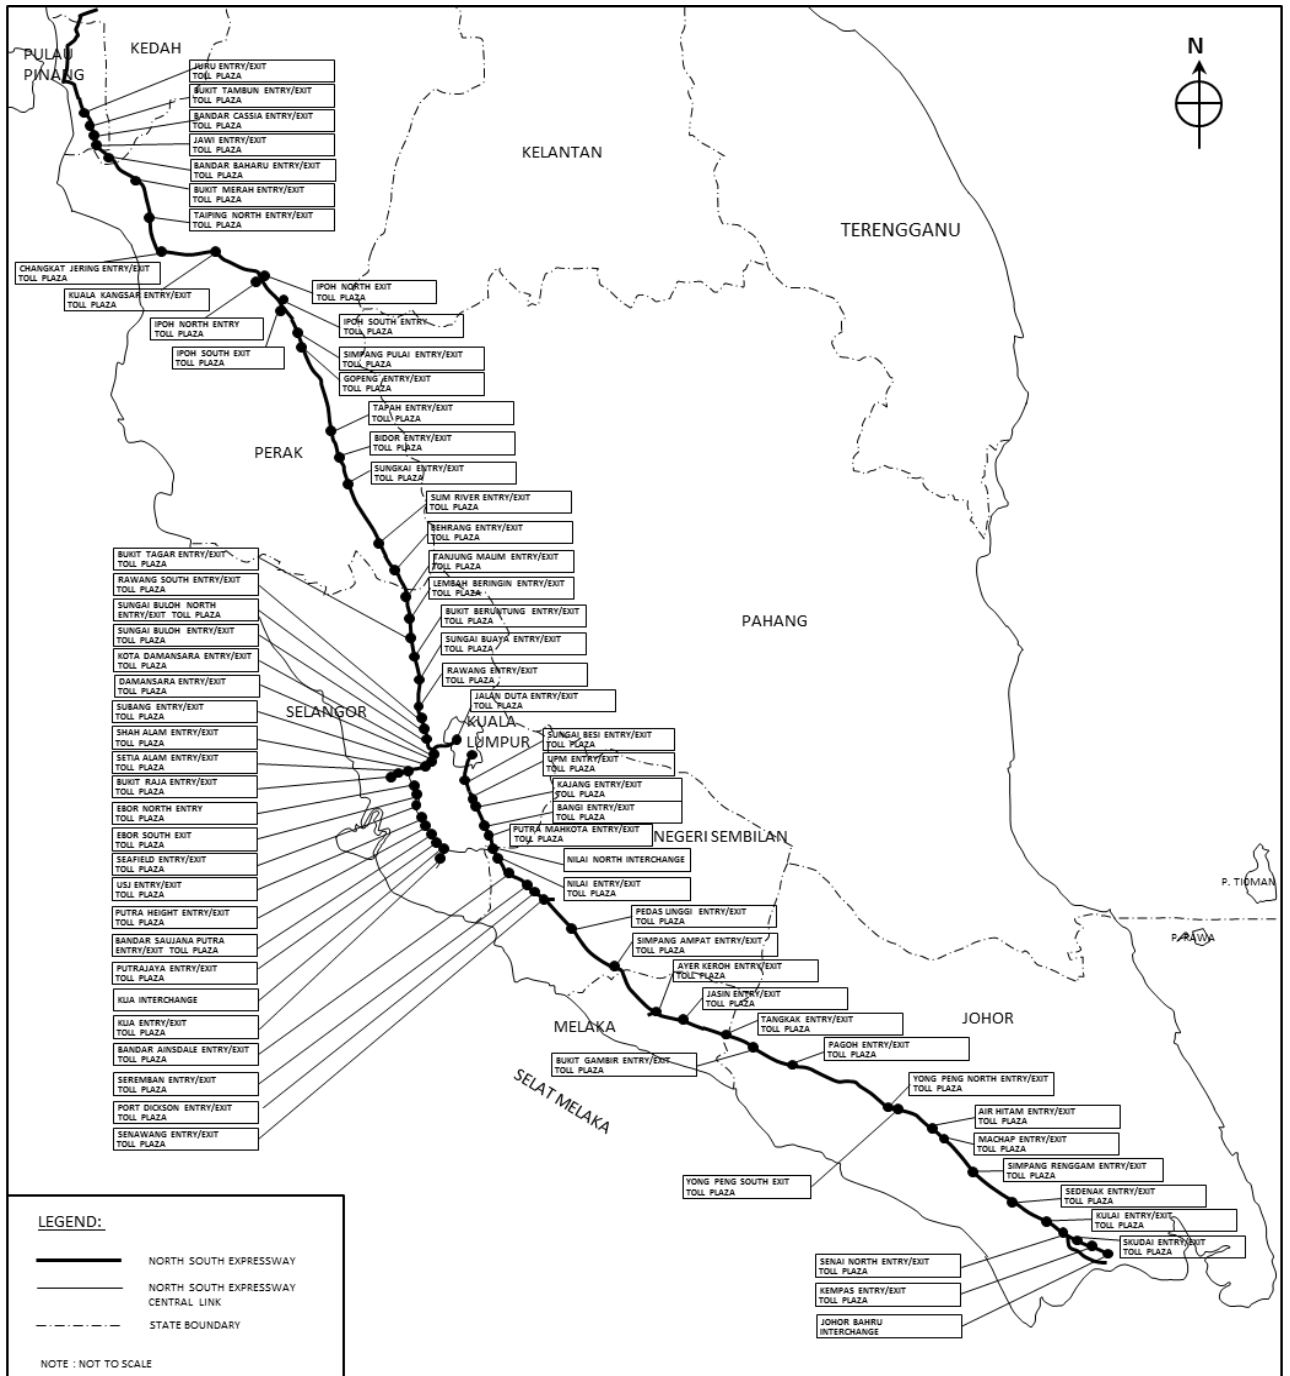 N
PULAU
PINANG
KEDAH
JURU ENTRY/EXIT
TOLL PLAZA
BUKIT TAMBUN ENTRY/EXIT
TOLL PLAZA
BANDAR CASSIA ENTRY/EXIT
TOLL PLAZA
JAWI ENTRY/EXIT
TOLL PLAZA
BANDAR BAHARU ENTRY/EXIT
TOLL PLAZA
BUKIT MERAH ENTRY/EXIT
TOLL PLAZA
TAIPING NORTH ENTRY/EXIT
TOLL PLAZA
KELANTAN
TERENGGANU
CHANGKAT JERING ENTRY/EXIT
TOLL PLAZA
KUALA KANGSAR ENTRY/EXIT
TOLL PLAZA
IPOH NORTH ENTRY
TOLL PLAZA
IPOH SOUTH EXIT
TOLL PLAZA
IPOH NORTH EXIT
TOLL PLAZA
IPOH SOUTH ENTRY
TOLL PLAZA
SIMPANG PULAI ENTRY/EXIT
TOLL PLAZA
GOPENG ENTRY/EXIT
TOLL PLAZA
TAPAH ENTRY/EXIT
TOLL PLAZA
BIDOR ENTRY/EXIT
TOLL PLAZA
SUNGKAI ENTRY/EXIT
TOLL PLAZA
PERAK
SLIM RIVER ENTRY/EXIT
TOLL PLAZA
BEHRANG ENTRY/EXIT
TOLL PLAZA
TANJUNG MALIM ENTRY/EXIT
TOLL PLAZA
LEMBAH BERINGIN ENTRY/EXIT
TOLL PLAZA
BUKIT BERUNTUNG ENTRY/EXIT
TOLL PLAZA
SUNGAI BUAYA ENTRY/EXIT
TOLL PLAZA
RAWANG ENTRY/EXIT
TOLL PLAZA
JALAN DUTA ENTRY/EXIT
TOLL PLAZA
PAHANG
BUKIT TAGAR ENTRY/EXIT
TOLL PLAZA
RAWANG SOUTH ENTRY/EXIT
TOLL PLAZA
SUNGAI BULOH NORTH
ENTRY/EXIT TOLL PLAZA
SUNGAI BULOH ENTRY/EXIT
TOLL PLAZA
KOTA DAMANSARA ENTRY/EXIT
TOLL PLAZA
DAMANSARA ENTRY/EXIT
TOLL PLAZA
SUBANG ENTRY/EXIT
TOLL PLAZA
SHAH ALAM ENTRY/EXIT
TOLL PLAZA
SETIA ALAM ENTRY/EXIT
TOLL PLAZA
BUKIT RAJA ENTRY/EXIT
TOLL PLAZA
EBOR NORTH ENTRY
TOLL PLAZA
EBOR SOUTH EXIT
TOLL PLAZA
SEAFIELD ENTRY/EXIT
TOLL PLAZA
USJ ENTRY/EXIT
TOLL PLAZA
PUTRA HEIGHT ENTRY/EXIT
TOLL PLAZA
BANDAR SAUJANA PUTRA
ENTRY/EXIT TOLL PLAZA
PUTRAJAYA ENTRY/EXIT
TOLL PLAZA
KLIA INTERCHANGE
KLIA ENTRY/EXIT
TOLL PLAZA
BANDAR AINSDALE ENTRY/EXIT
TOLL PLAZA
SEREMBAN ENTRY/EXIT
TOLL PLAZA
PORT DICKSON ENTRY/EXIT
TOLL PLAZA
SENAWANG ENTRY/EXIT
TOLL PLAZA
SELANGOR
KUALA
LUMPUR
SUNGAI BESI ENTRY/EXIT
TOLL PLAZA
UPM ENTRY/EXIT
TOLL PLAZA
KAJANG ENTRY/EXIT
TOLL PLAZA
BANGI ENTRY/EXIT
TOLL PLAZA
PUTRA MAHKOTA ENTRY/EXIT
TOLL PLAZA
NEGERI SEMBILAN
NILAI NORTH INTERCHANGE
NILAI ENTRY/EXIT
TOLL PLAZA
PEDAS LINGGI ENTRY/EXIT
TOLL PLAZA
SIMPANG AMPAT ENTRY/EXIT
TOLL PLAZA
AYER KEROH ENTRY/EXIT
TOLL PLAZA
JASIN ENTRY/EXIT
TOLL PLAZA
TANGKAK ENTRY/EXIT
TOLL PLAZA
PAGOH ENTRY/EXIT
TOLL PLAZA
P. TIOMAN
P. RAWA
MELAKA
JOHOR
BUKIT GAMBIR ENTRY/EXIT
TOLL PLAZA
SELAT MELAKA
YONG PENG NORTH ENTRY/EXIT
TOLL PLAZA
AIR HITAM ENTRY/EXIT
TOLL PLAZA
MACHAP ENTRY/EXIT
TOLL PLAZA
SIMPANG RENGGAM ENTRY/EXIT
TOLL PLAZA
YONG PENG SOUTH EXIT
TOLL PLAZA
SEDENAK ENTRY/EXIT
TOLL PLAZA
KULAI ENTRY/EXIT
TOLL PLAZA
SKUDAI ENTRY/EXIT
TOLL PLAZA
SENAI NORTH ENTRY/EXIT
TOLL PLAZA
KEMPAS ENTRY/EXIT
TOLL PLAZA
JOHOR BAHRU
INTERCHANGE
LEGEND:
NORTH SOUTH EXPRESSWAY
NORTH SOUTH EXPRESSWAY
CENTRAL LINK
STATE BOUNDARY
NOTE : NOT TO SCALE